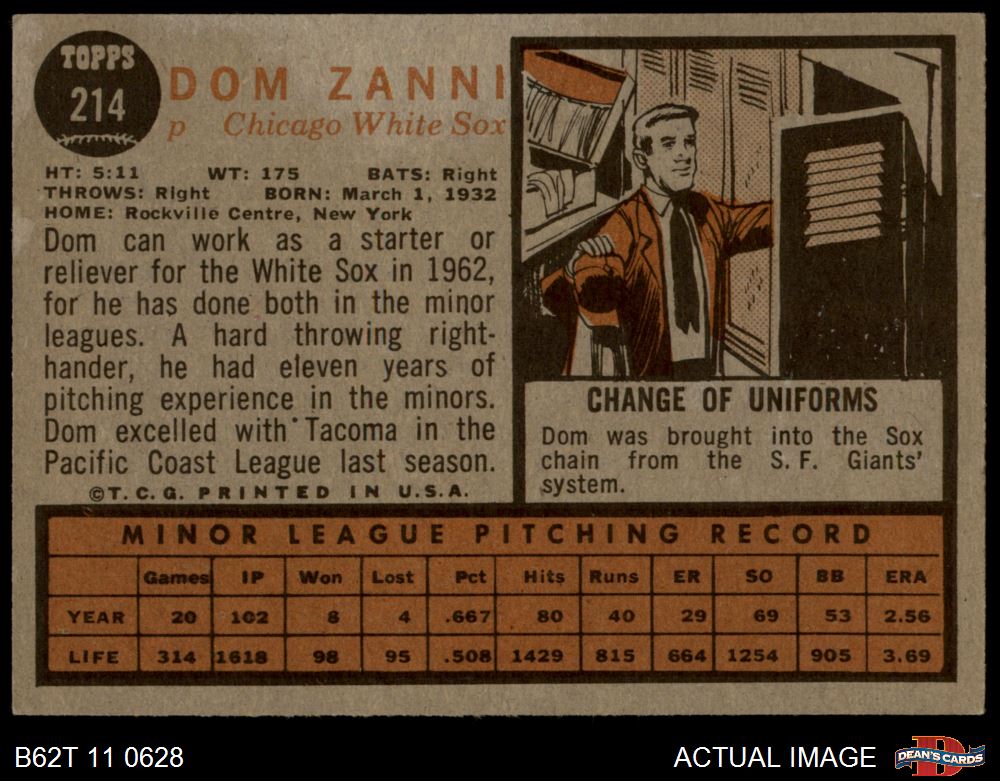 TOPPS
214
DOM ZANNI
p Chicago White Sox
HT: 5:11 WT: 175 BATS: Right
THROWS: Right BORN: March 1, 1932
HOME: Rockville Centre, New York
Dom can work as a starter or
reliever for the White Sox in 1962,
for he has done both in the minor
leagues. A hard throwing right-
hander, he had eleven years of
pitching experience in the minors.
Dom excelled with Tacoma in the
Pacific Coast League last season.
©T.C.G. PRINTED IN U.S.A.
CHANGE OF UNIFORMS
Dom was brought into the Sox
chain from the S.F. Giants'
system.
MINOR LEAGUE PITCHING RECORD
Games IP Won Lost Pct Hits Runs ER SO BB ERA
YEAR 20 102 8 4 .667 80 40 29 69 53 2.56
LIFE 314 1618 98 95 .508 1429 815 664 1254 905 3.69
B62T 11 0628
ACTUAL IMAGE
D
DEAN'S CARDS